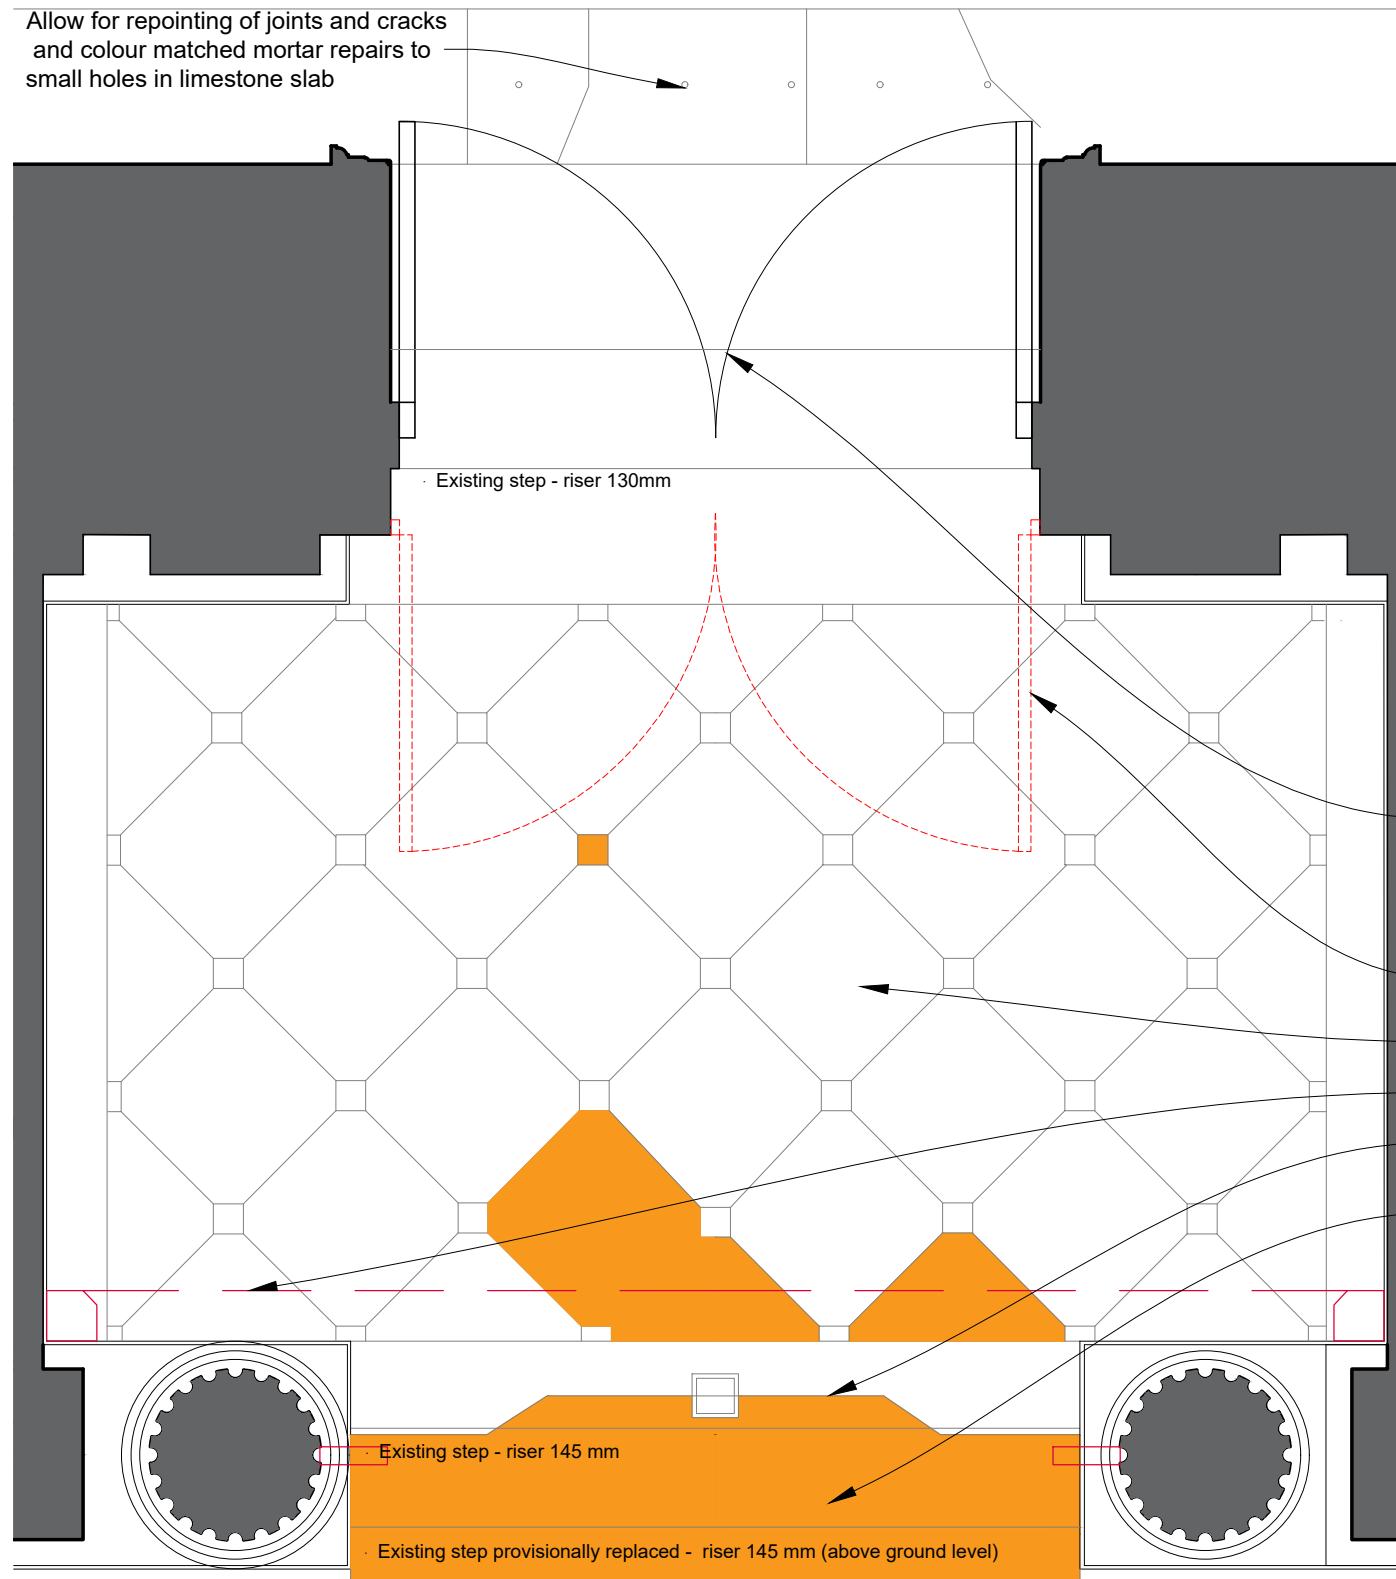 Allow for repointing of joints and cracks
and colour matched mortar repairs to
small holes in limestone slab
Existing step - riser 130mm
Existing step - riser 145 mm
Existing step provisionally replaced - riser 145 mm (above ground level)